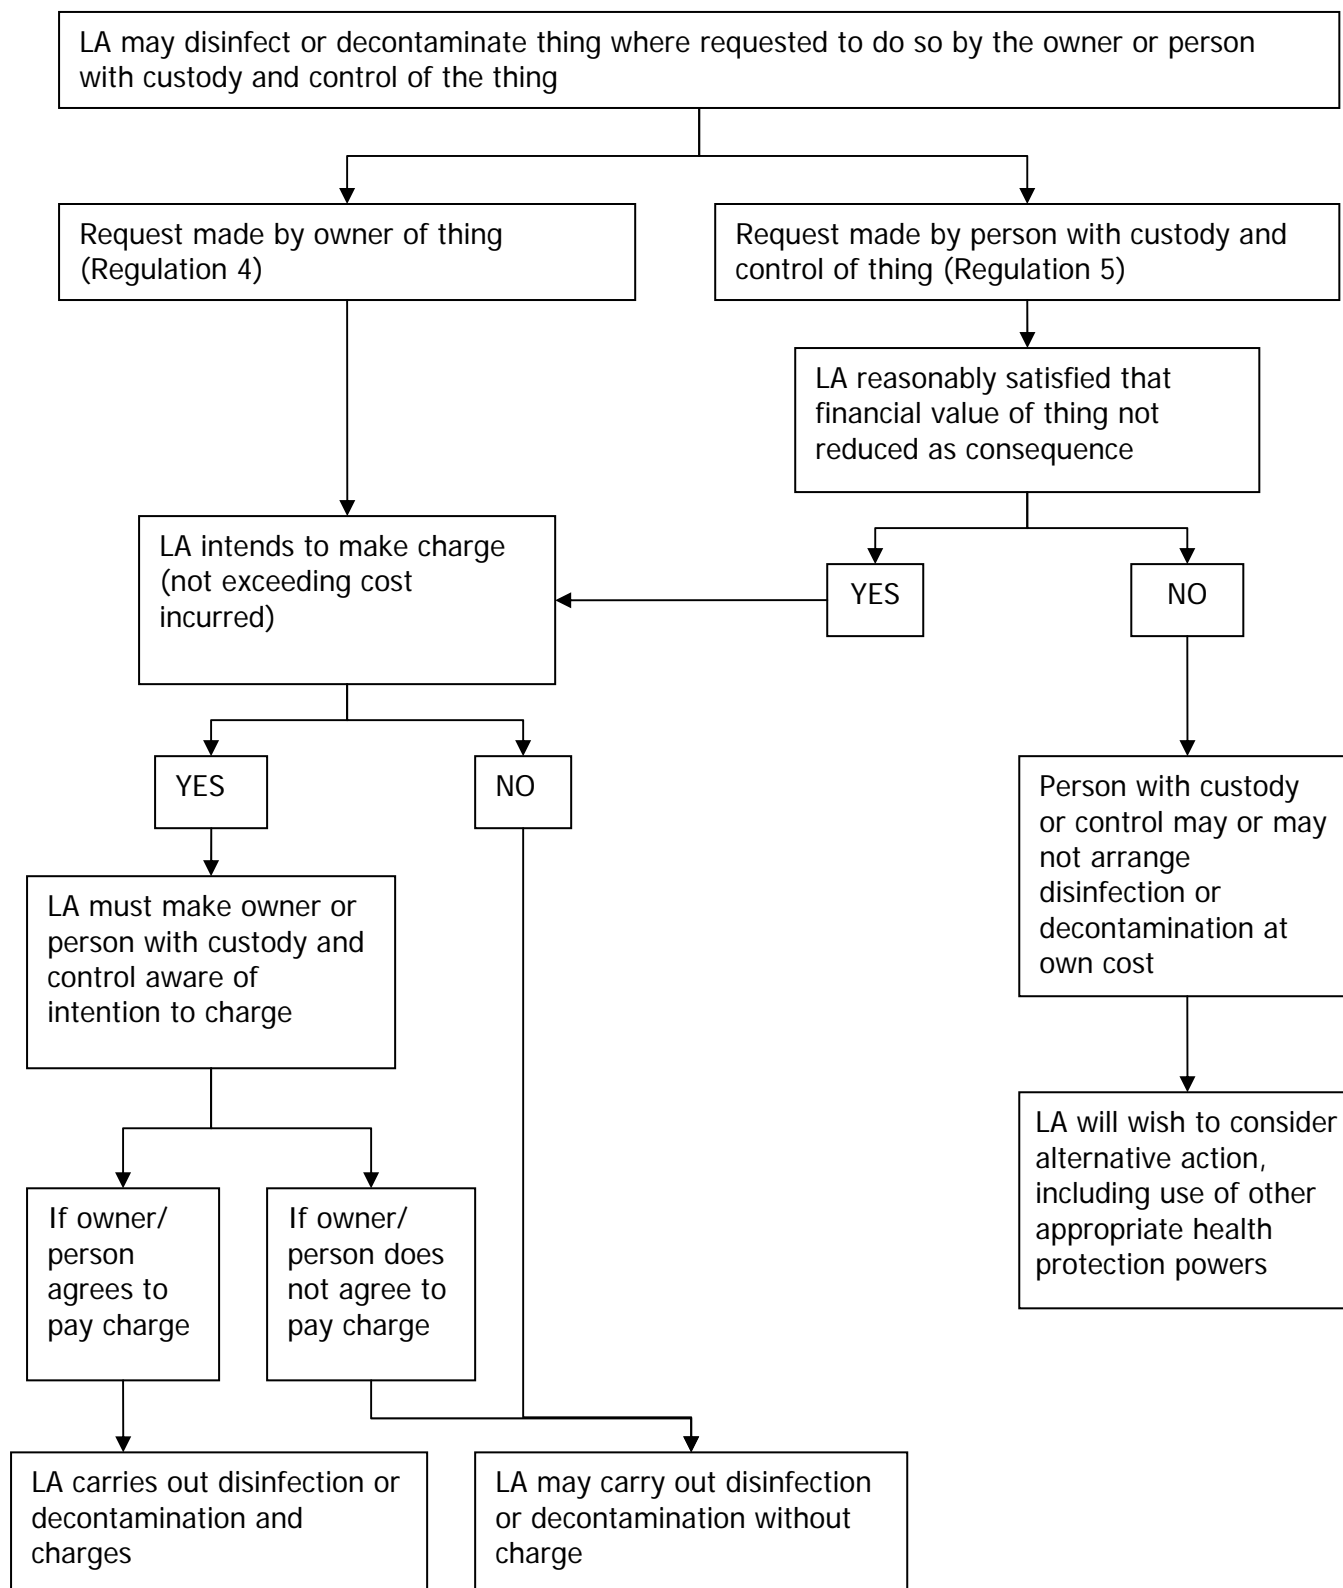 LA may disinfect or decontaminate thing where requested to do so by the owner or person
with custody and control of the thing
Request made by owner of thing
(Regulation 4)
Request made by person with custody and
control of thing (Regulation 5)
LA reasonably satisfied that
financial value of thing not
reduced as consequence
LA intends to make charge
(not exceeding cost
incurred)
YES
NO
YES
NO
Person with custody
or control may or may
not arrange
disinfection or
decontamination at
own cost
LA must make owner or
person with custody and
control aware of
intention to charge
LA will wish to consider
alternative action,
including use of other
appropriate health
protection powers
If owner/
person
agrees to
pay charge
If owner/
person does
not agree to
pay charge
LA carries out disinfection or
decontamination and
charges
LA may carry out disinfection
or decontamination without
charge